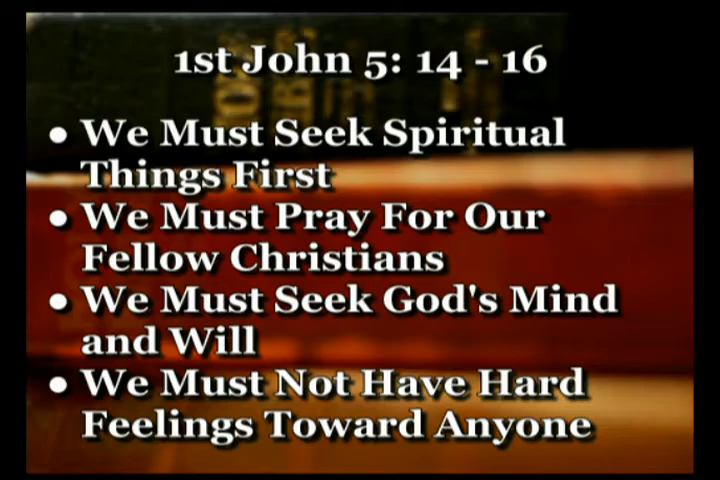 1st John 5: 14 - 16
● We Must Seek Spiritual
Things First
● We Must Pray For Our
Fellow Christians
● We Must Seek God's Mind
and Will
● We Must Not Have Hard
Feelings Toward Anyone